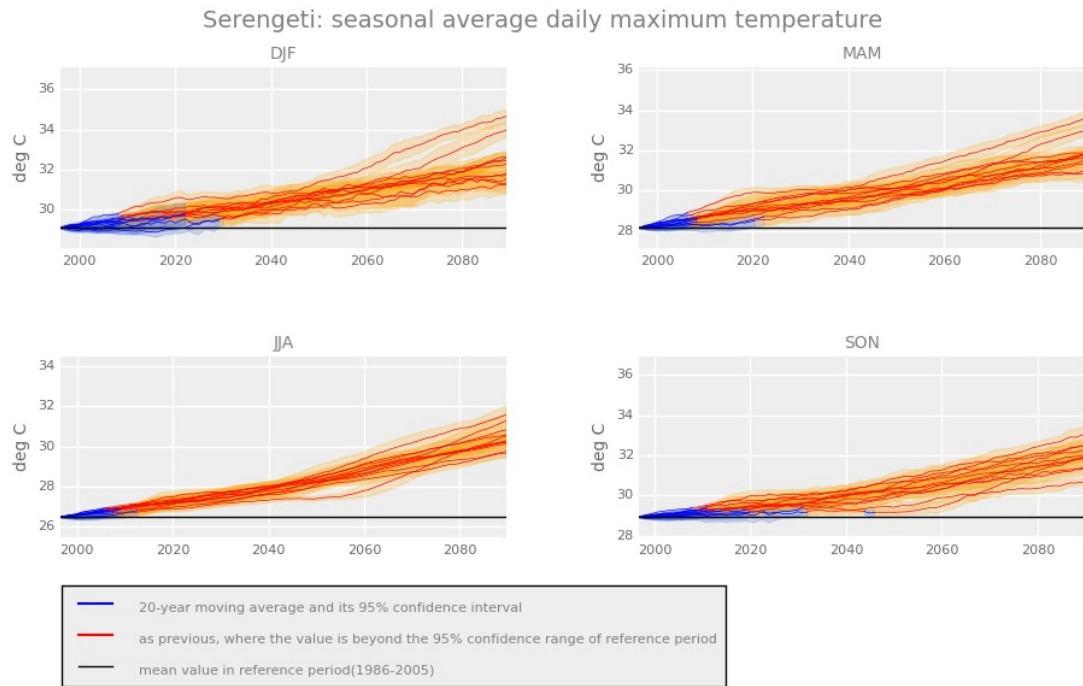 Serengeti: seasonal average daily maximum temperature
DJF
deg C
36
34
32
30
2000 2020 2040 2060 2080
MAM
deg C
36
34
32
30
28
2000 2020 2040 2060 2080
JJA
deg C
34
32
30
28
26
2000 2020 2040 2060 2080
SON
deg C
36
34
32
30
28
2000 2020 2040 2060 2080
20-year moving average and its 95% confidence interval
as previous, where the value is beyond the 95% confidence range of reference period
mean value in reference period(1986-2005)